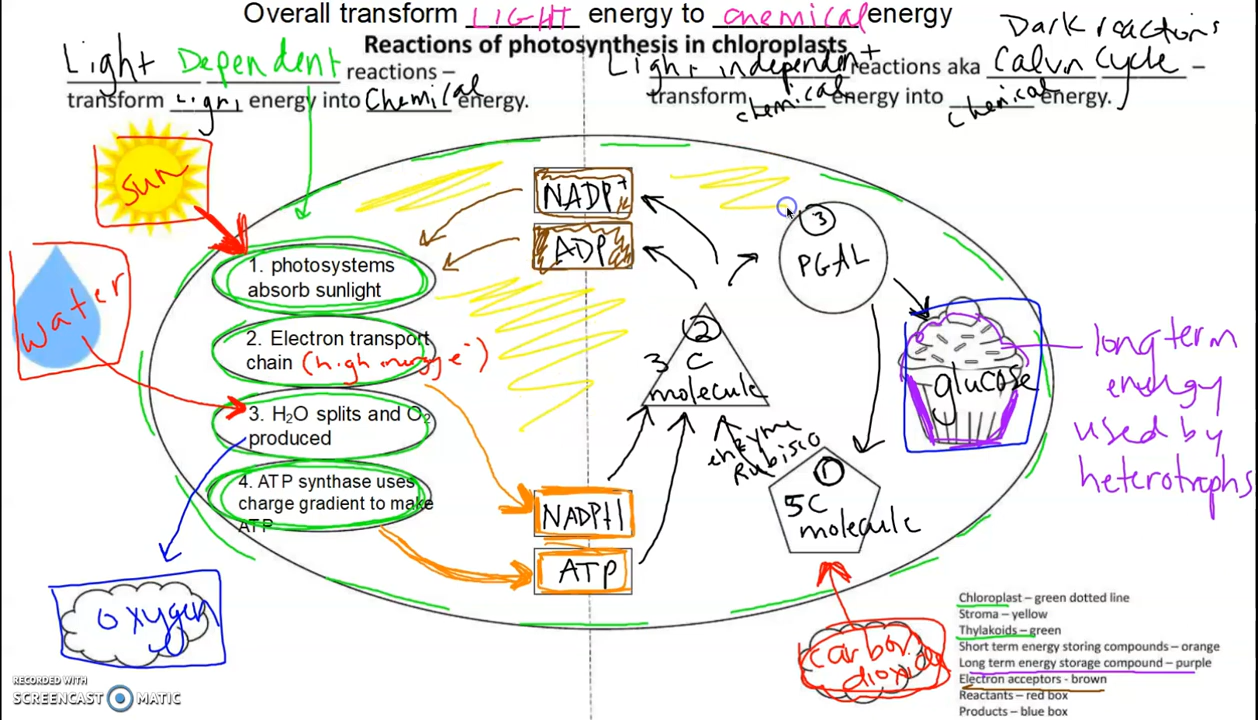 Overall transform LIGHT energy to chemical energy
Reactions of photosynthesis in chloroplasts
Dark reactions
Light Dependent reactions –
transform Light energy into Chemical energy.
Light independent reactions aka Calvin Cycle –
transform chemical energy into chemical energy.
sun
water
1. photosystems
absorb sunlight
2. Electron transport
chain (high energy e-)
3. H₂O splits and O₂
produced
4. ATP synthase uses
charge gradient to make
ATP
oxygen
NADP+
ADP
NADPH
ATP
2
3 C
molecule
3
PGAL
enzyme
Rubisco
1
5C
molecule
glucose
long term
energy
used by
heterotrophs
carbon
dioxide
Chloroplast – green dotted line
Stroma – yellow
Thylakoids – green
Short term energy storing compounds – orange
Long term energy storage compound – purple
Electron acceptors - brown
Reactants – red box
Products – blue box
RECORDED WITH
SCREENCAST MATIC